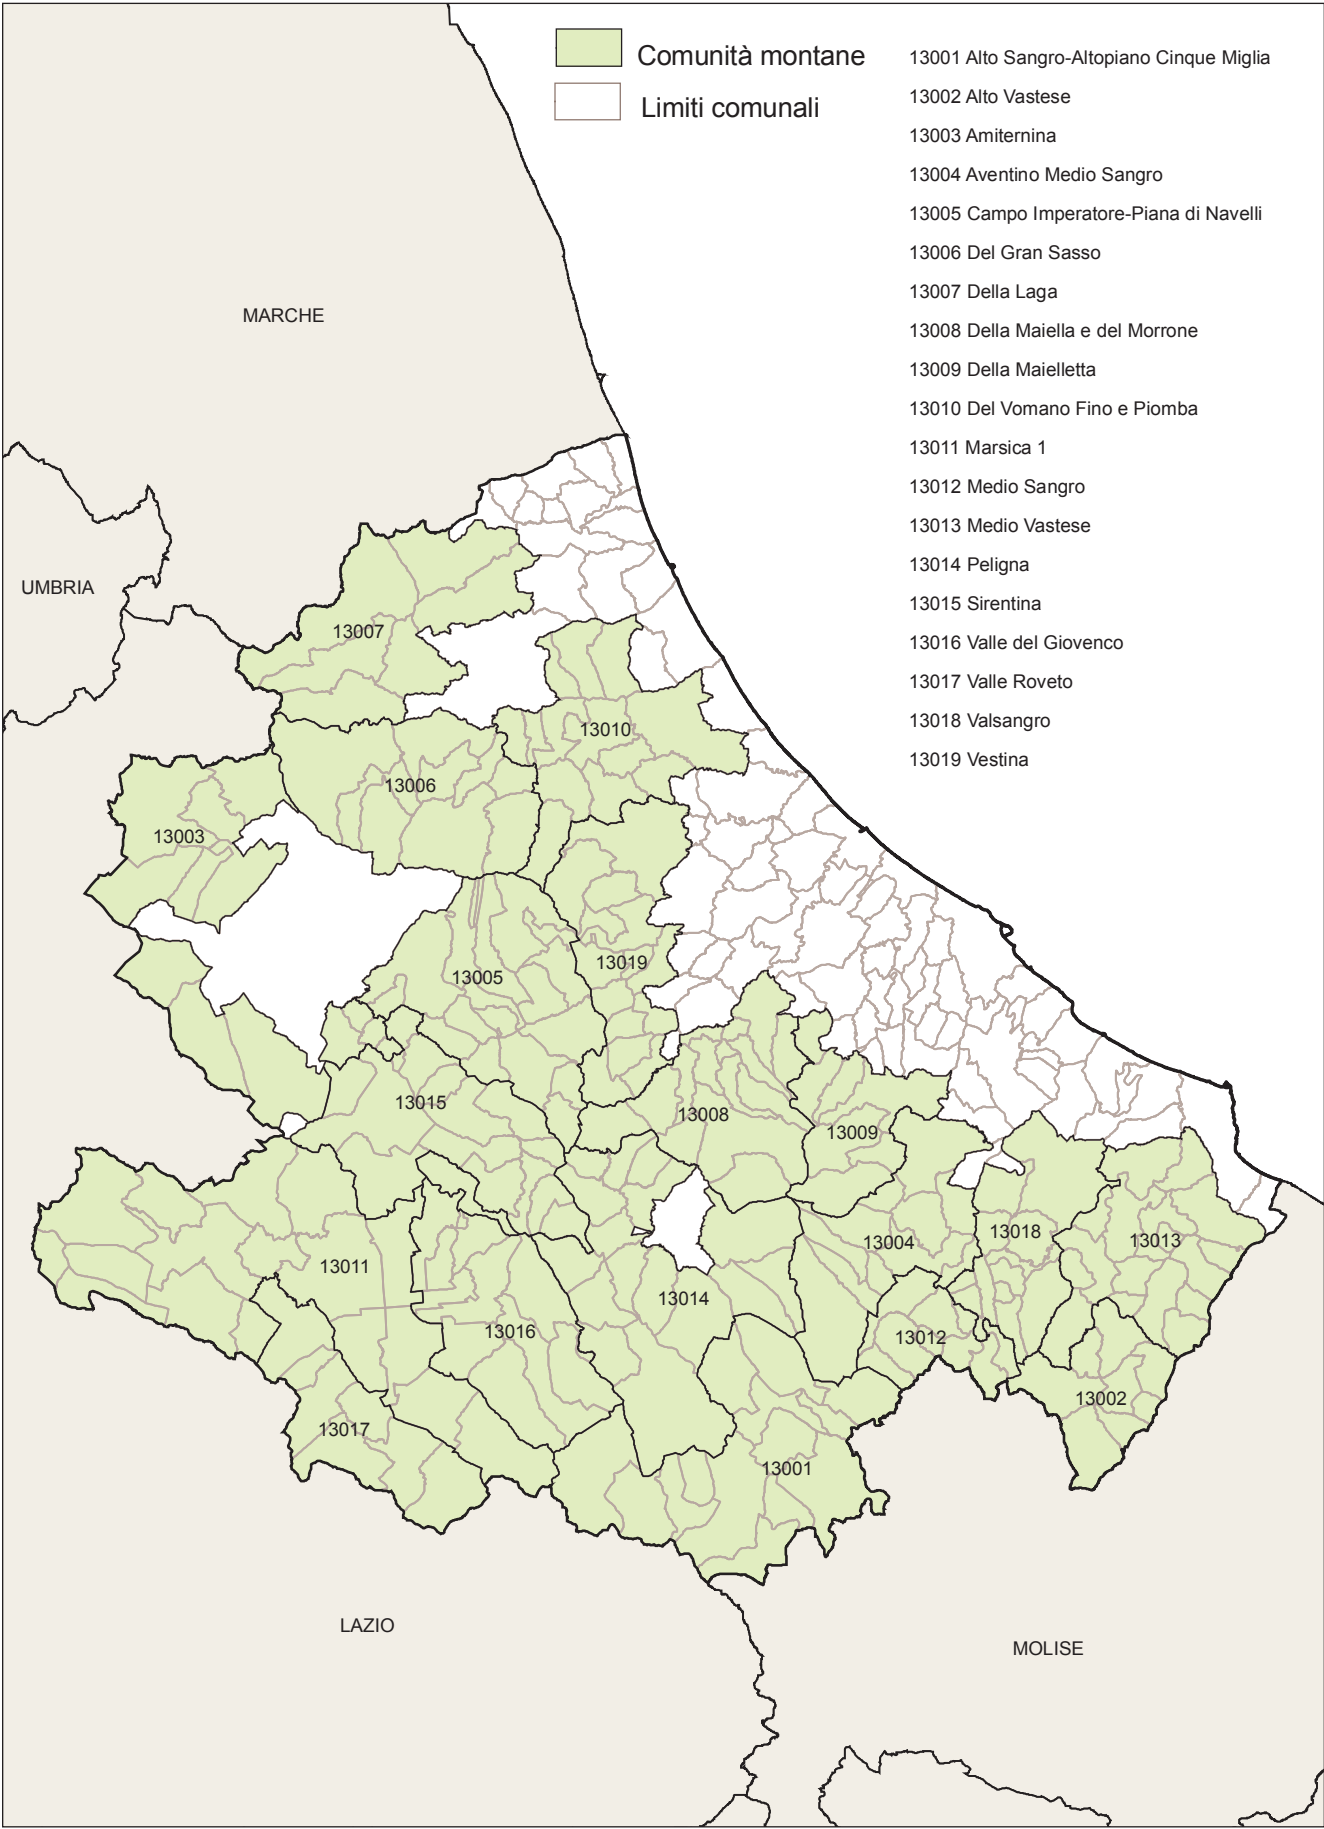 Comunità montane
Limiti comunali
13001 Alto Sangro-Altopiano Cinque Miglia
13002 Alto Vastese
13003 Amiternina
13004 Aventino Medio Sangro
13005 Campo Imperatore-Piana di Navelli
13006 Del Gran Sasso
13007 Della Laga
13008 Della Maiella e del Morrone
13009 Della Maielletta
13010 Del Vomano Fino e Piomba
13011 Marsica 1
13012 Medio Sangro
13013 Medio Vastese
13014 Peligna
13015 Sirentina
13016 Valle del Giovenco
13017 Valle Roveto
13018 Valsangro
13019 Vestina
MARCHE
UMBRIA
13007
13010
13006
13003
13019
13005
13015
13008
13009
13018
13013
13004
13011
13014
13016
13012
13002
13017
13001
LAZIO
MOLISE